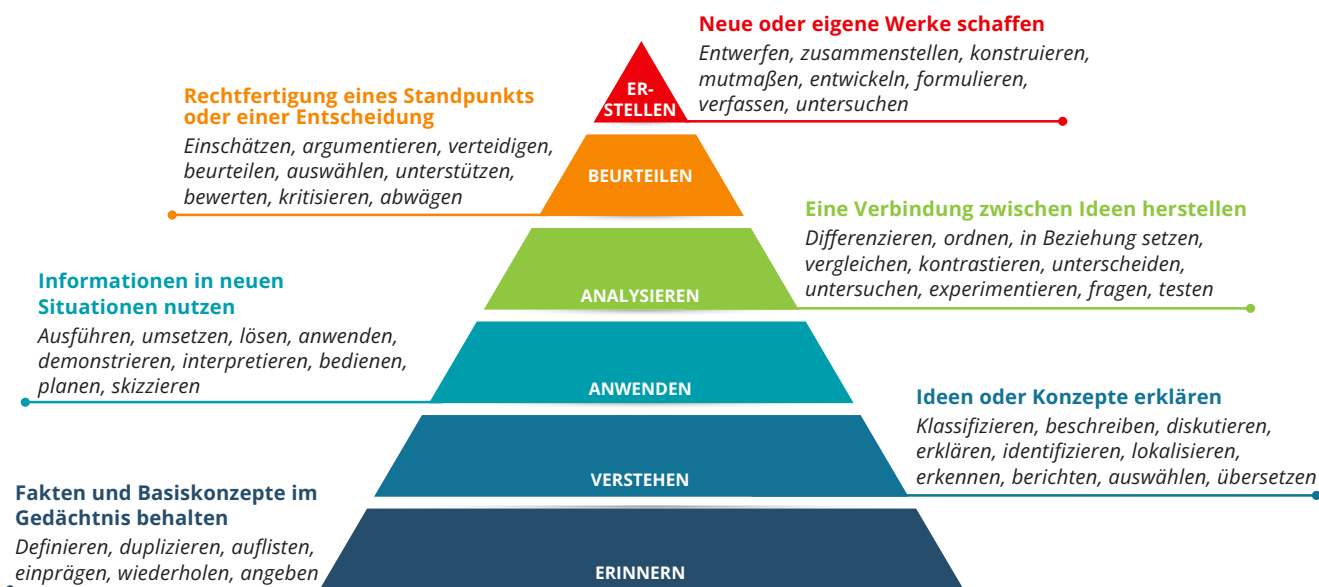 Neue oder eigene Werke schaffen
Entwerfen, zusammenstellen, konstruieren,
mutmaßen, entwickeln, formulieren,
verfassen, untersuchen
ER-
STELLEN
Rechtfertigung eines Standpunkts
oder einer Entscheidung
Einschätzen, argumentieren, verteidigen,
beurteilen, auswählen, unterstützen,
bewerten, kritisieren, abwägen
BEURTEILEN
Eine Verbindung zwischen Ideen herstellen
Differenzieren, ordnen, in Beziehung setzen,
vergleichen, kontrastieren, unterscheiden,
untersuchen, experimentieren, fragen, testen
ANALYSIEREN
Informationen in neuen
Situationen nutzen
Ausführen, umsetzen, lösen, anwenden,
demonstrieren, interpretieren, bedienen,
planen, skizzieren
ANWENDEN
Ideen oder Konzepte erklären
Klassifizieren, beschreiben, diskutieren,
erklären, identifizieren, lokalisieren,
erkennen, berichten, auswählen, übersetzen
VERSTEHEN
Fakten und Basiskonzepte im
Gedächtnis behalten
Definieren, duplizieren, auflisten,
einprägen, wiederholen, angeben
ERINNERN